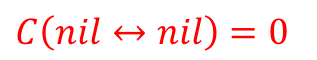 C(nil ↔ nil) = 0